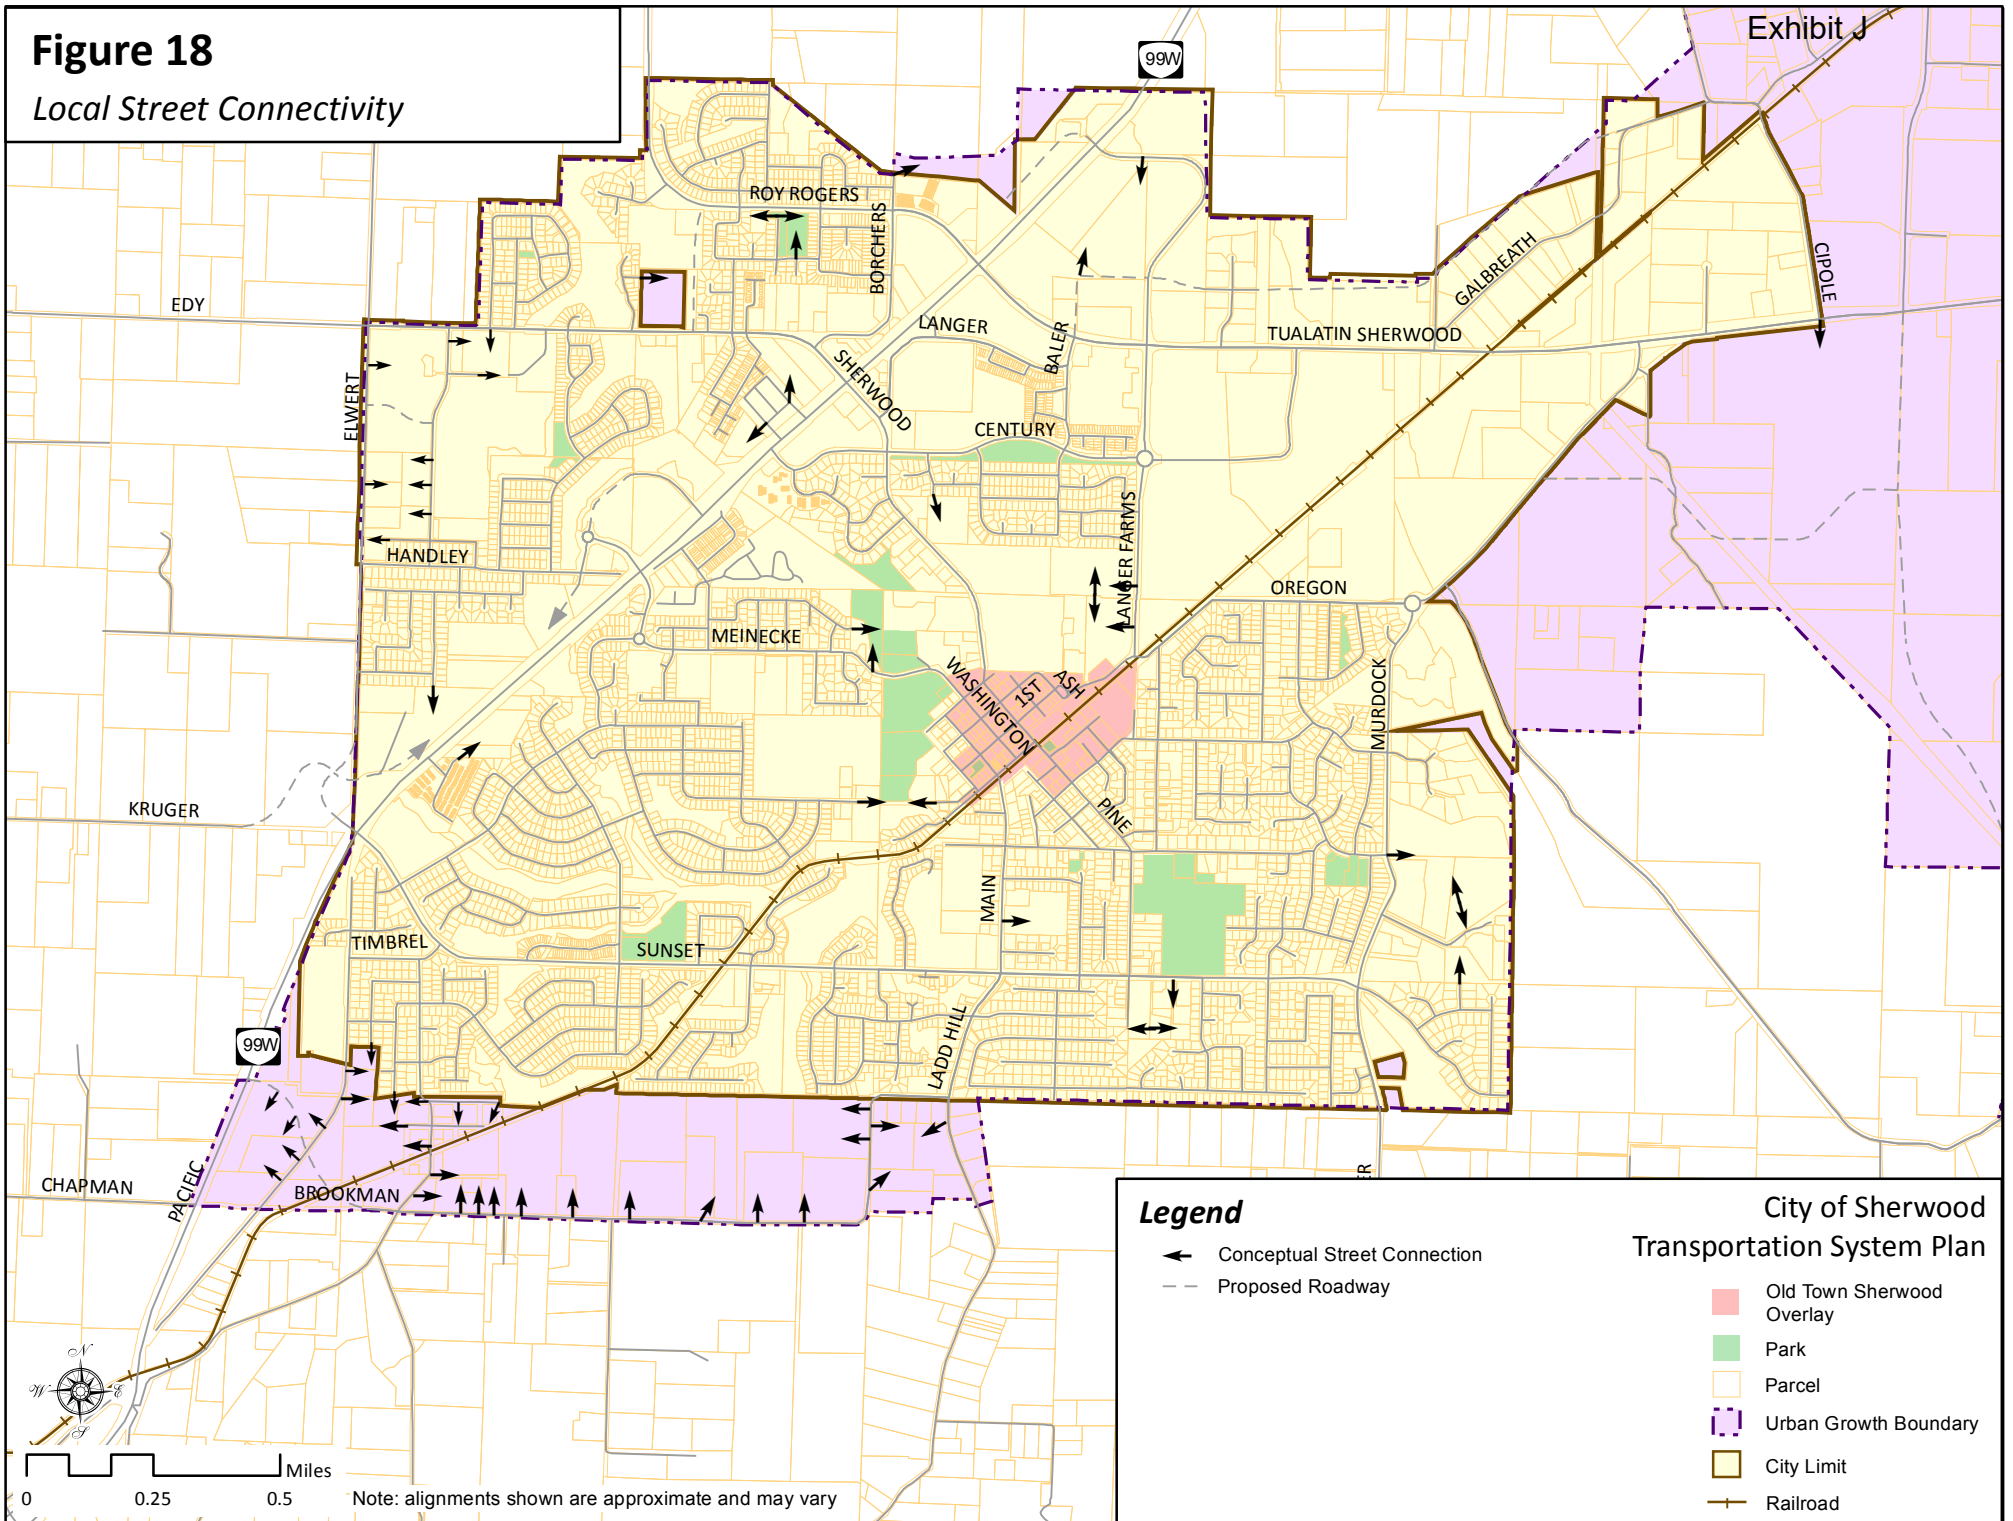 Figure 18
Local Street Connectivity
Exhibit J
99W
ROY ROGERS
BORCHERS
EDY
ELWERT
LANGER
SHERWOOD
BALER
CENTURY
TUALATIN SHERWOOD
GALBREATH
CIPOLE
HANDLEY
LANGER FARMS
OREGON
MEINECKE
WASHINGTON
1ST
ASH
MURDOCK
KRUGER
PINE
MAIN
TIMBREL
SUNSET
LADD HILL
99W
PACIFIC
CHAPMAN
BROOKMAN
ER
Legend
Conceptual Street Connection
Proposed Roadway
City of Sherwood
Transportation System Plan
Old Town Sherwood
Overlay
Park
Parcel
Urban Growth Boundary
City Limit
Railroad
N
W
E
S
Miles
0
0.25
0.5
Note: alignments shown are approximate and may vary